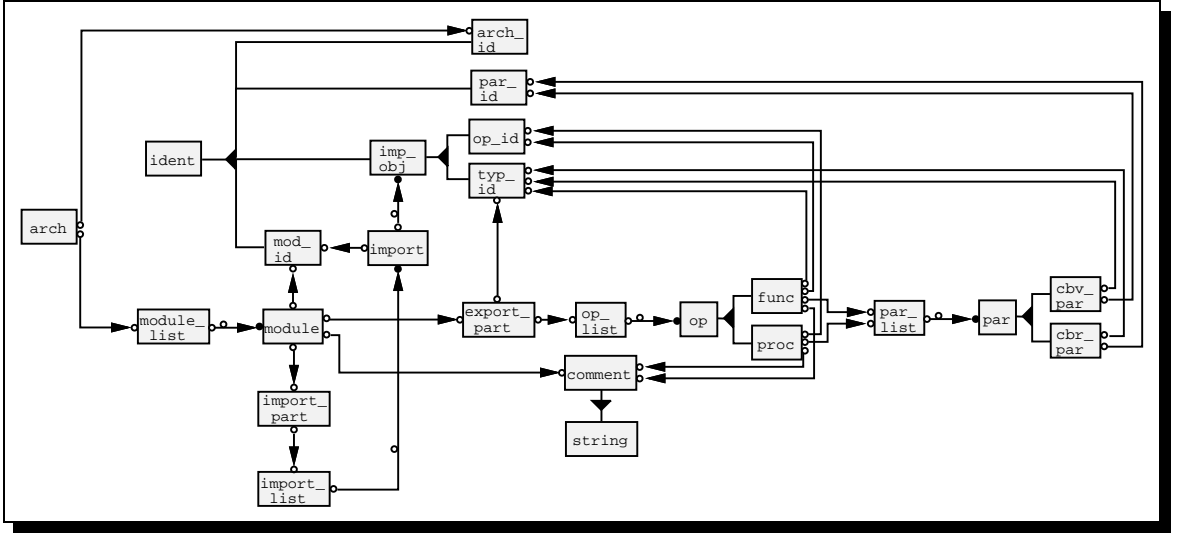 arch_
id
par_
id
op_id
imp_
obj
ident
typ_
id
arch
mod_
id
import
module_
list
module
export_
part
op_
list
op
func
proc
par_
list
par
cbv_
par
cbr_
par
comment
import_
part
string
import_
list